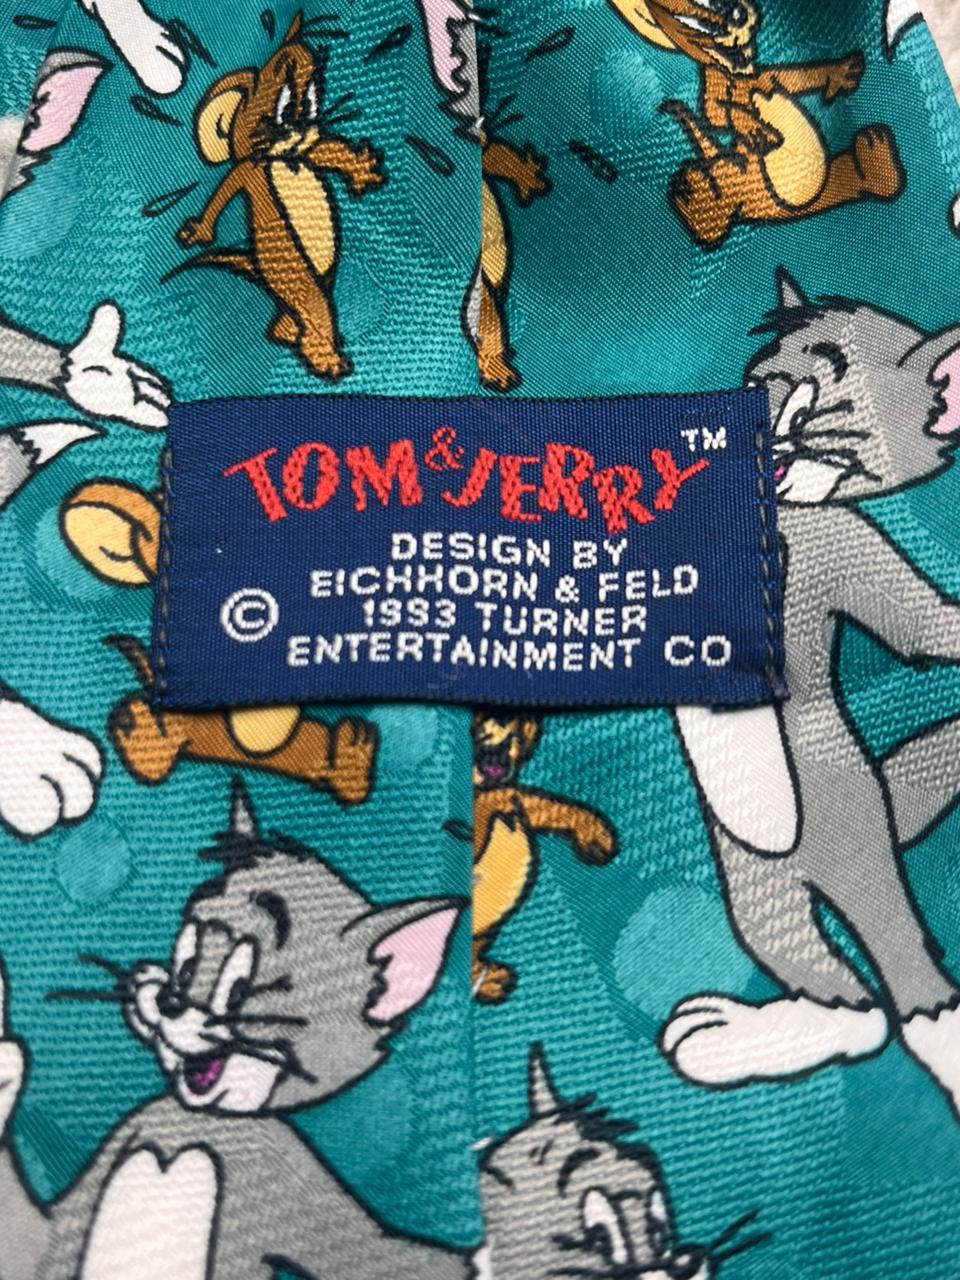 TOM & JERRY™
DESIGN BY
EICHHORN & FELD
© 1993 TURNER
ENTERTAINMENT CO